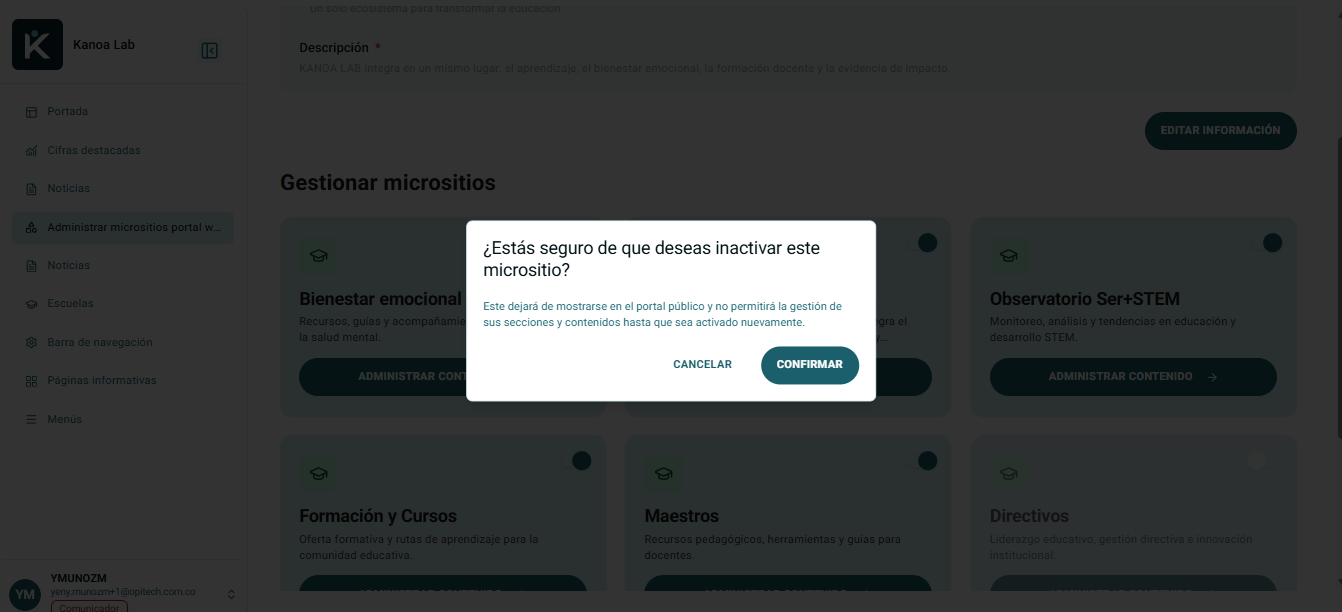 Kanoa Lab
Portada
Cifras destacadas
Noticias
Administrar micrositios portal w...
Noticias
Escuelas
Barra de navegación
Páginas informativas
Menús
YM
YMUNOZM
yeny.munozm+1@opitech.com.co
Comunicador
Un solo ecosistema para transformar la educación
Descripción *
KANOA LAB integra en un mismo lugar, el aprendizaje, el bienestar emocional, la formación docente y la evidencia de impacto.
EDITAR INFORMACIÓN
Gestionar micrositios
¿Estás seguro de que deseas inactivar este
micrositio?
Este dejará de mostrarse en el portal público y no permitirá la gestión de
sus secciones y contenidos hasta que sea activado nuevamente.
CANCELAR
CONFIRMAR
Bienestar emocional
Recursos, guías y acompañamie
la salud mental.
ADMINISTRAR CONT
gra el
Observatorio Ser+STEM
Monitoreo, análisis y tendencias en educación y
desarrollo STEM.
ADMINISTRAR CONTENIDO →
Formación y Cursos
Oferta formativa y rutas de aprendizaje para la
comunidad educativa.
Maestros
Recursos pedagógicos, herramientas y guías para
docentes.
Directivos
Liderazgo educativo, gestión directiva e innovación
institucional.